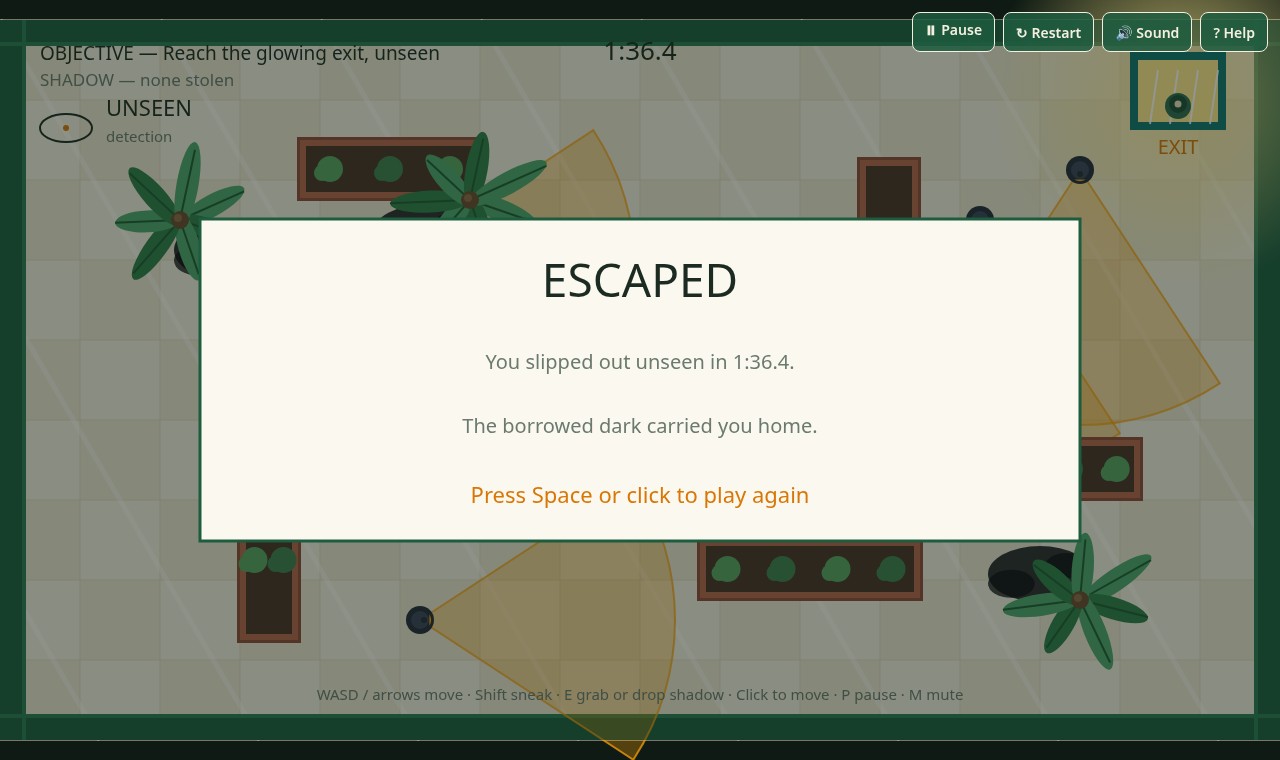 ⏸ Pause
↻ Restart
🔊 Sound
? Help
OBJECTIVE — Reach the glowing exit, unseen
1:36.4
SHADOW — none stolen
UNSEEN
detection
EXIT
ESCAPED
You slipped out unseen in 1:36.4.
The borrowed dark carried you home.
Press Space or click to play again
WASD / arrows move · Shift sneak · E grab or drop shadow · Click to move · P pause · M mute